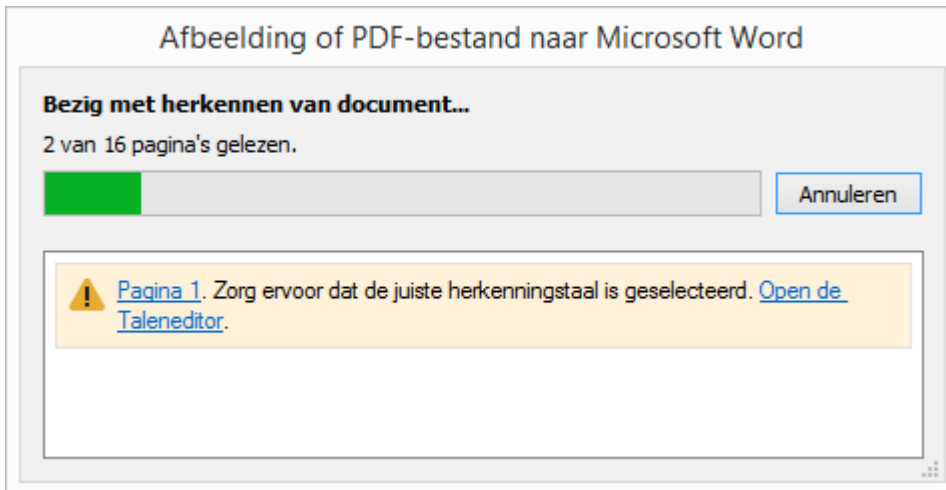 Afbeelding of PDF-bestand naar Microsoft Word
Bezig met herkennen van document...
2 van 16 pagina's gelezen.
Annuleren
Pagina 1. Zorg ervoor dat de juiste herkenningstaal is geselecteerd. Open de
Taleneditor.